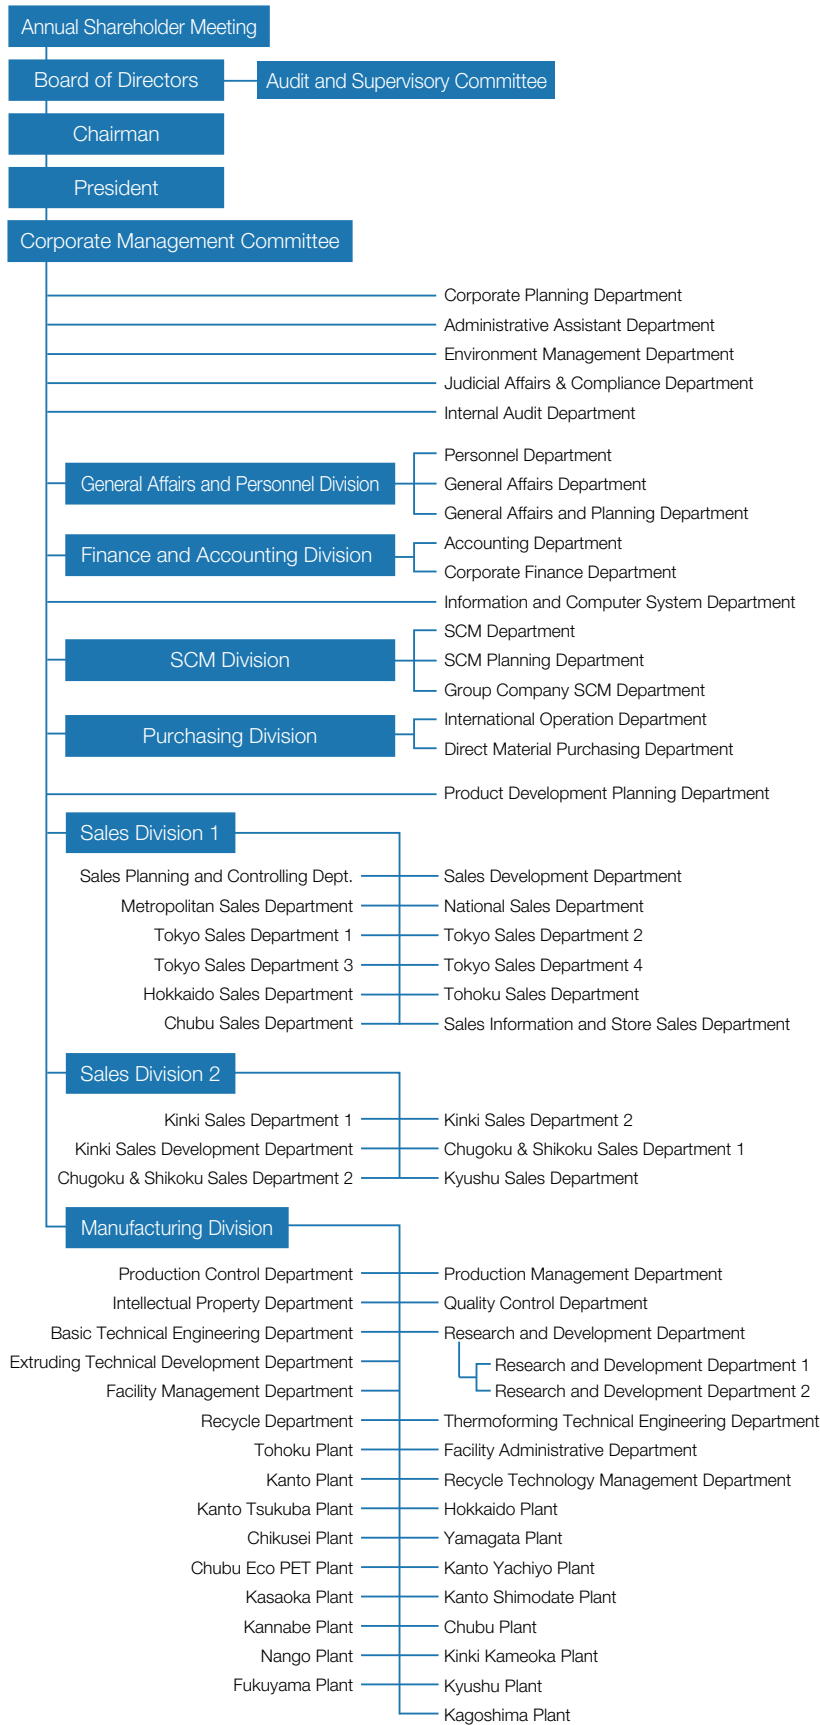 Annual Shareholder Meeting
Board of Directors
Audit and Supervisory Committee
Chairman
President
Corporate Management Committee
Corporate Planning Department
Administrative Assistant Department
Environment Management Department
Judicial Affairs & Compliance Department
Internal Audit Department
General Affairs and Personnel Division
Personnel Department
General Affairs Department
General Affairs and Planning Department
Finance and Accounting Division
Accounting Department
Corporate Finance Department
Information and Computer System Department
SCM Division
SCM Department
SCM Planning Department
Group Company SCM Department
Purchasing Division
International Operation Department
Direct Material Purchasing Department
Product Development Planning Department
Sales Division 1
Sales Planning and Controlling Dept.
Sales Development Department
Metropolitan Sales Department
National Sales Department
Tokyo Sales Department 1
Tokyo Sales Department 2
Tokyo Sales Department 3
Tokyo Sales Department 4
Hokkaido Sales Department
Tohoku Sales Department
Chubu Sales Department
Sales Information and Store Sales Department
Sales Division 2
Kinki Sales Department 1
Kinki Sales Department 2
Kinki Sales Development Department
Chugoku & Shikoku Sales Department 1
Chugoku & Shikoku Sales Department 2
Kyushu Sales Department
Manufacturing Division
Production Control Department
Production Management Department
Intellectual Property Department
Quality Control Department
Basic Technical Engineering Department
Research and Development Department
Extruding Technical Development Department
Research and Development Department 1
Facility Management Department
Research and Development Department 2
Recycle Department
Thermoforming Technical Engineering Department
Tohoku Plant
Facility Administrative Department
Kanto Plant
Recycle Technology Management Department
Kanto Tsukuba Plant
Hokkaido Plant
Chikusei Plant
Yamagata Plant
Chubu Eco PET Plant
Kanto Yachiyo Plant
Kasaoka Plant
Kanto Shimodate Plant
Kannabe Plant
Chubu Plant
Nango Plant
Kinki Kameoka Plant
Fukuyama Plant
Kyushu Plant
Kagoshima Plant